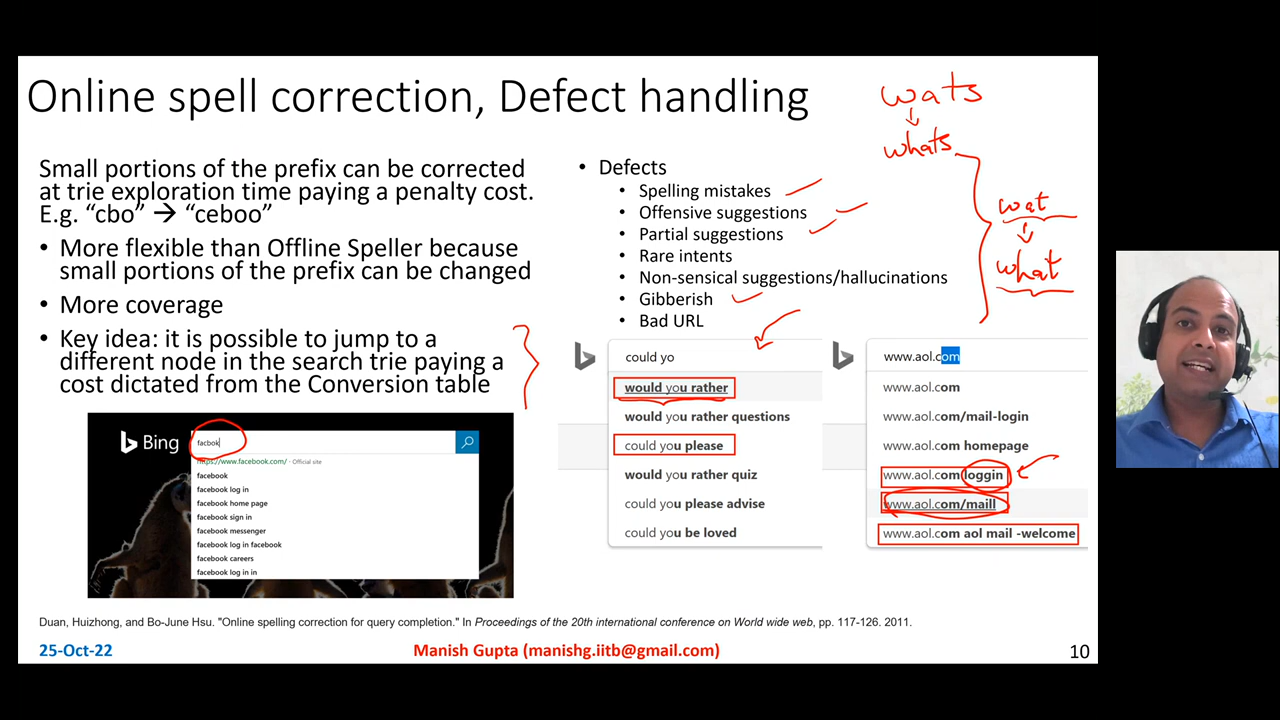 Online spell correction, Defect handling
wats
↓
whats
wat
↓
what
Small portions of the prefix can be corrected
at trie exploration time paying a penalty cost.
E.g. “cbo” → “ceboo”
• More flexible than Offline Speller because
small portions of the prefix can be changed
• More coverage
• Key idea: it is possible to jump to a
different node in the search trie paying a
cost dictated from the Conversion table
• Defects
• Spelling mistakes
• Offensive suggestions
• Partial suggestions
• Rare intents
• Non-sensical suggestions/hallucinations
• Gibberish
• Bad URL
Bing
facbok
https://www.facebook.com/ · Official site
facebook
facebook log in
facebook home page
facebook sign in
facebook messenger
facebook log in facebook
facebook careers
facebook log in in
could yo
would you rather
would you rather questions
could you please
would you rather quiz
could you please advise
could you be loved
www.aol.com
www.aol.com
www.aol.com/mail-login
www.aol.com homepage
www.aol.com loggin
www.aol.com/maill
www.aol.com aol mail -welcome
Duan, Huizhong, and Bo-June Hsu. "Online spelling correction for query completion." In Proceedings of the 20th international conference on World wide web, pp. 117-126. 2011.
25-Oct-22
Manish Gupta (manishg.iitb@gmail.com)
10